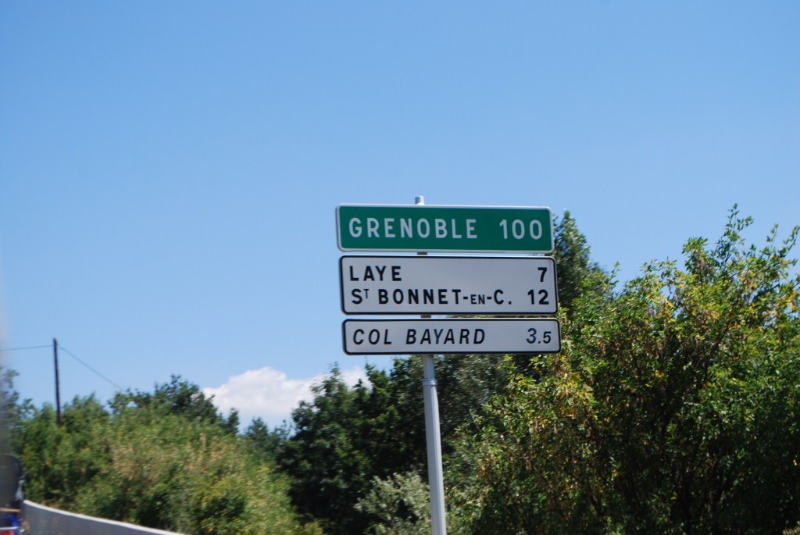 GRENOBLE 100
LAYE 7
ST BONNET-EN-C. 12
COL BAYARD 3.5